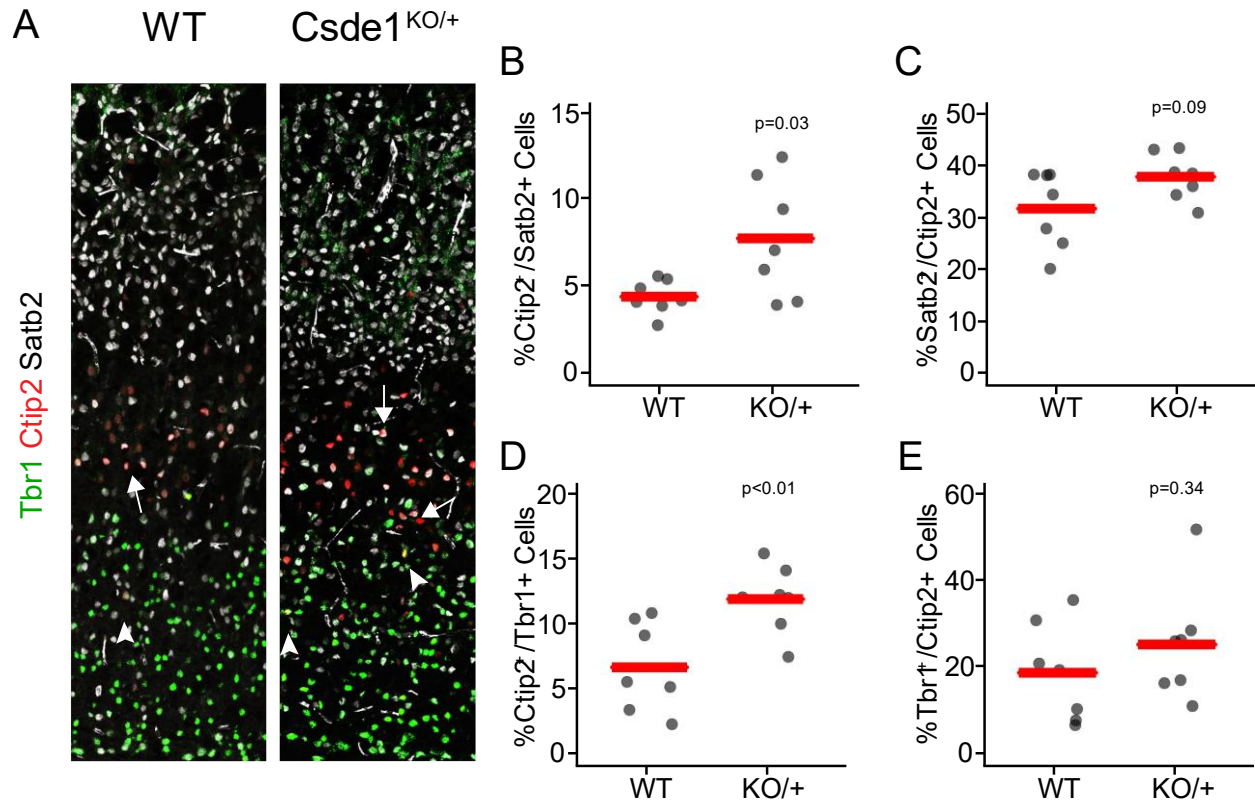 A
WT
Csde1KO/+
Tbr1 Ctip2 Satb2
B
%Ctip2+/Satb2+ Cells
15
10
5
0
p=0.03
WT
KO/+
C
%Satb2+/Ctip2+ Cells
50
40
30
20
10
0
p=0.09
WT
KO/+
D
%Ctip2+/Tbr1+ Cells
20
15
10
5
0
p<0.01
WT
KO/+
E
%Tbr1+/Ctip2+ Cells
60
40
20
0
p=0.34
WT
KO/+